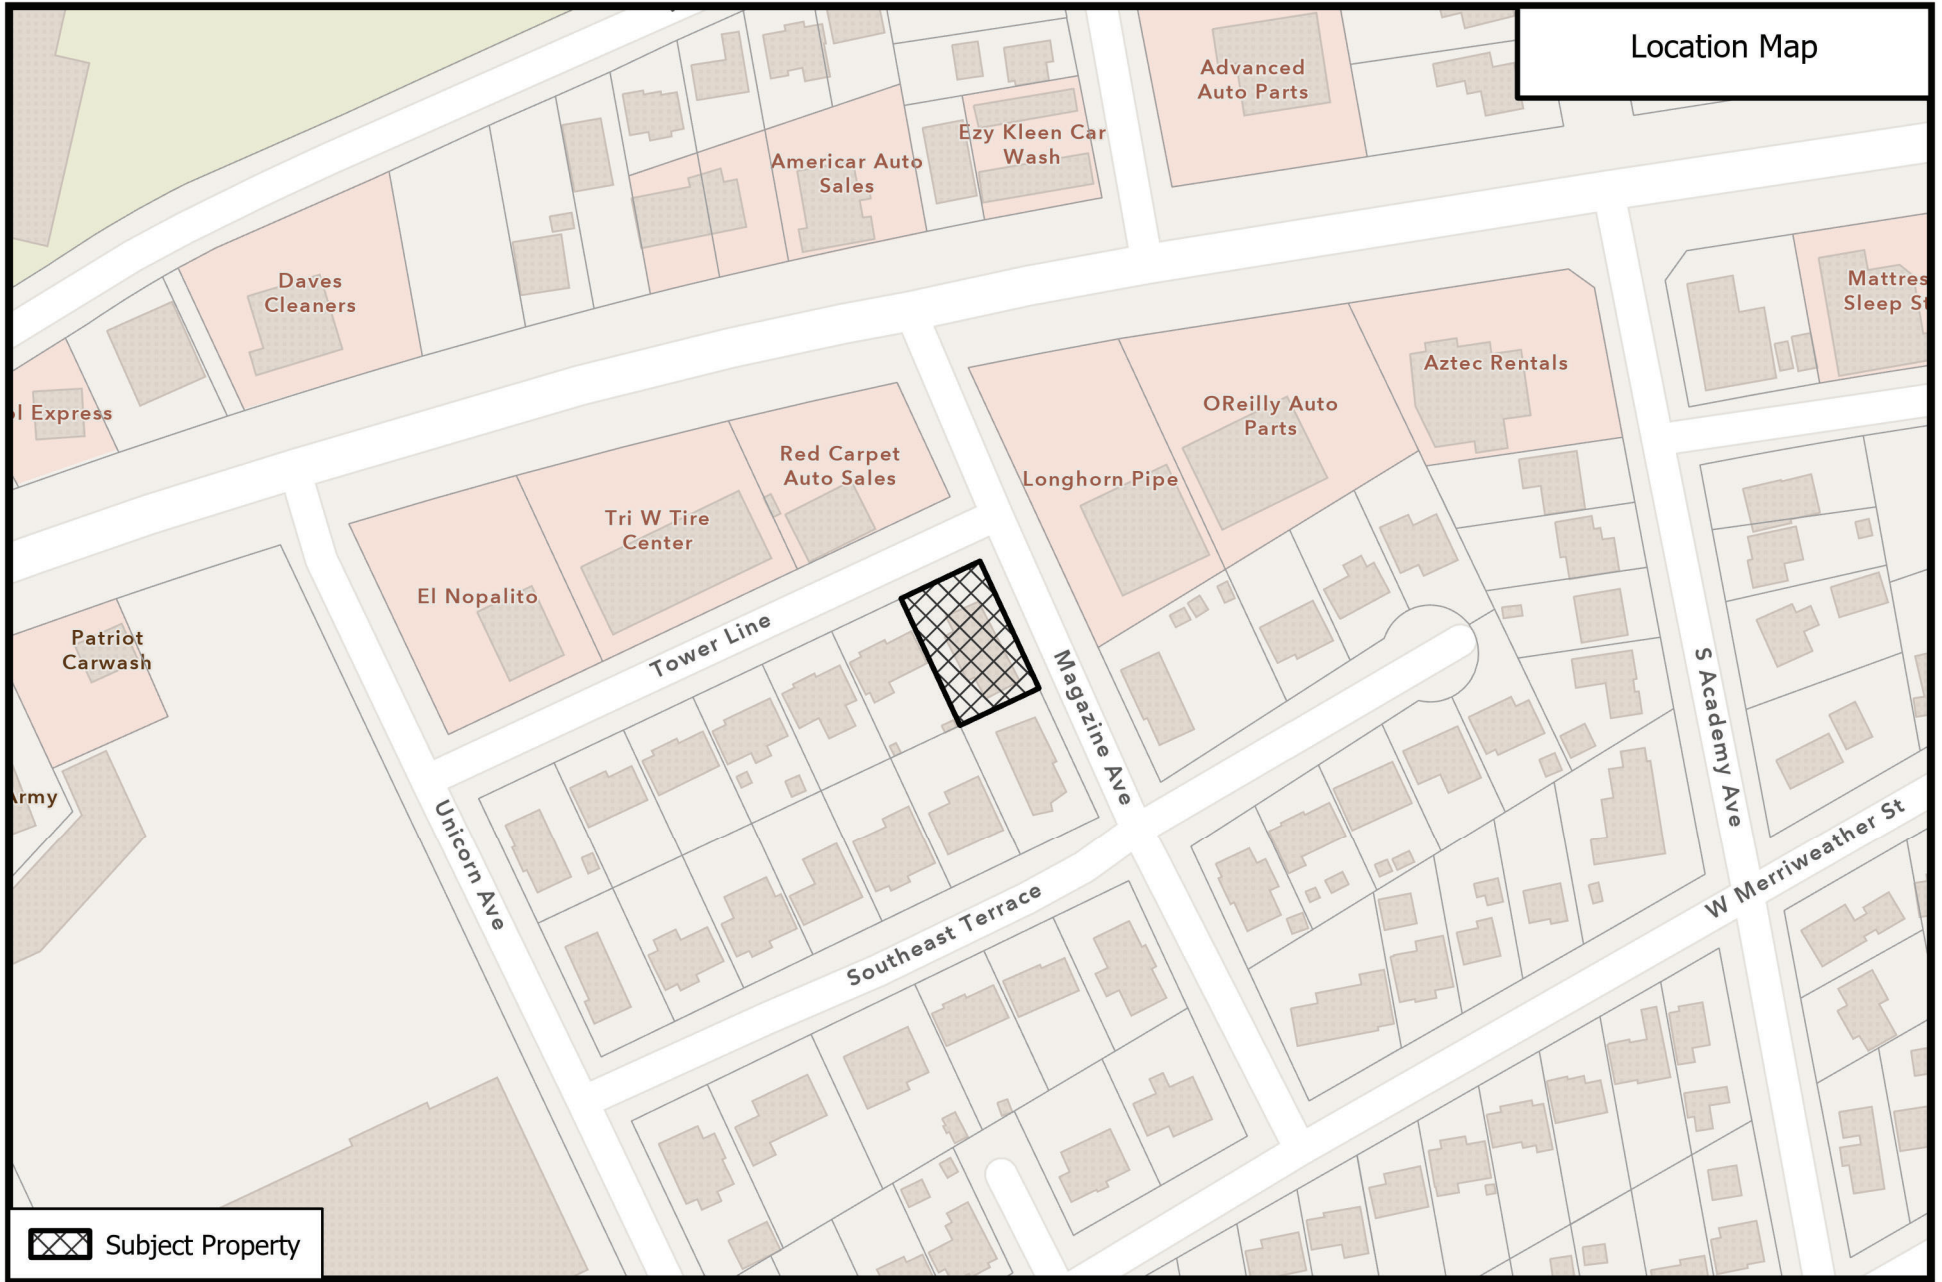 Location Map
Advanced
Auto Parts
Ezy Kleen Car
Wash
Americar Auto
Sales
Daves
Cleaners
Mattres
Sleep St
Aztec Rentals
OReilly Auto
Parts
l Express
Red Carpet
Auto Sales
Longhorn Pipe
Tri W Tire
Center
El Nopalito
Patriot
Carwash
Tower Line
Magazine Ave
S Academy Ave
Army
Unicorn Ave
W Merriweather St
Southeast Terrace
Subject Property